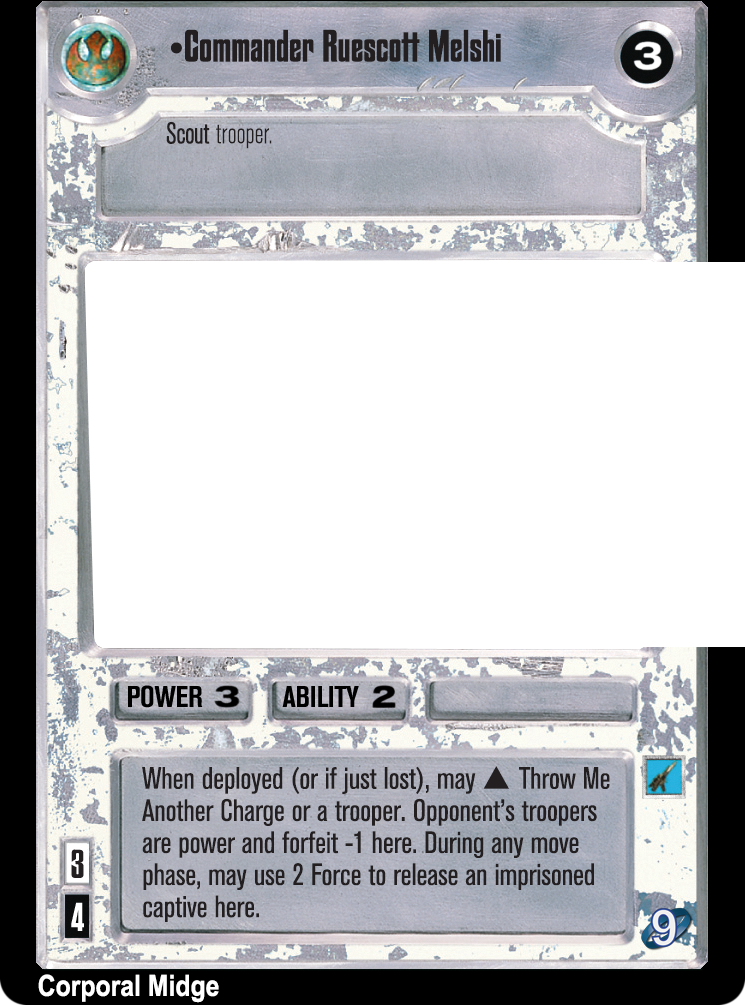 •Commander Ruescott Melshi
3
Scout trooper.
POWER 3
ABILITY 2
When deployed (or if just lost), may ▲ Throw Me
Another Charge or a trooper. Opponent's troopers
are power and forfeit -1 here. During any move
phase, may use 2 Force to release an imprisoned
captive here.
3
4
9
Corporal Midge